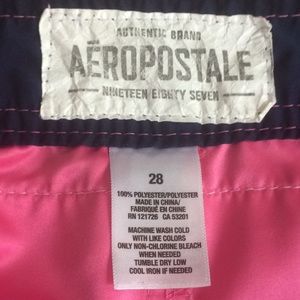 AUTHENTIC BRAND
AÉROPOSTALE
NINETEEN EIGHTY SEVEN
28
100% POLYESTER/POLYESTER
MADE IN CHINA/
FABRIQUÉ EN CHINE
RN 121726 CA 53201
MACHINE WASH COLD
WITH LIKE COLORS
ONLY NON-CHLORINE BLEACH
WHEN NEEDED
TUMBLE DRY LOW
COOL IRON IF NEEDED